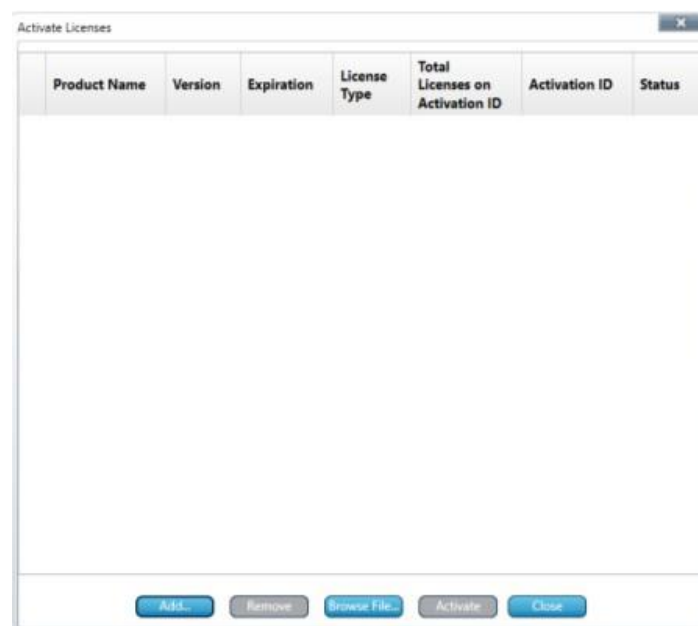 Activate Licenses
Product Name
Version
Expiration
License
Type
Total
Licenses on
Activation ID
Activation ID
Status
Add...
Remove
Browse File...
Activate
Close